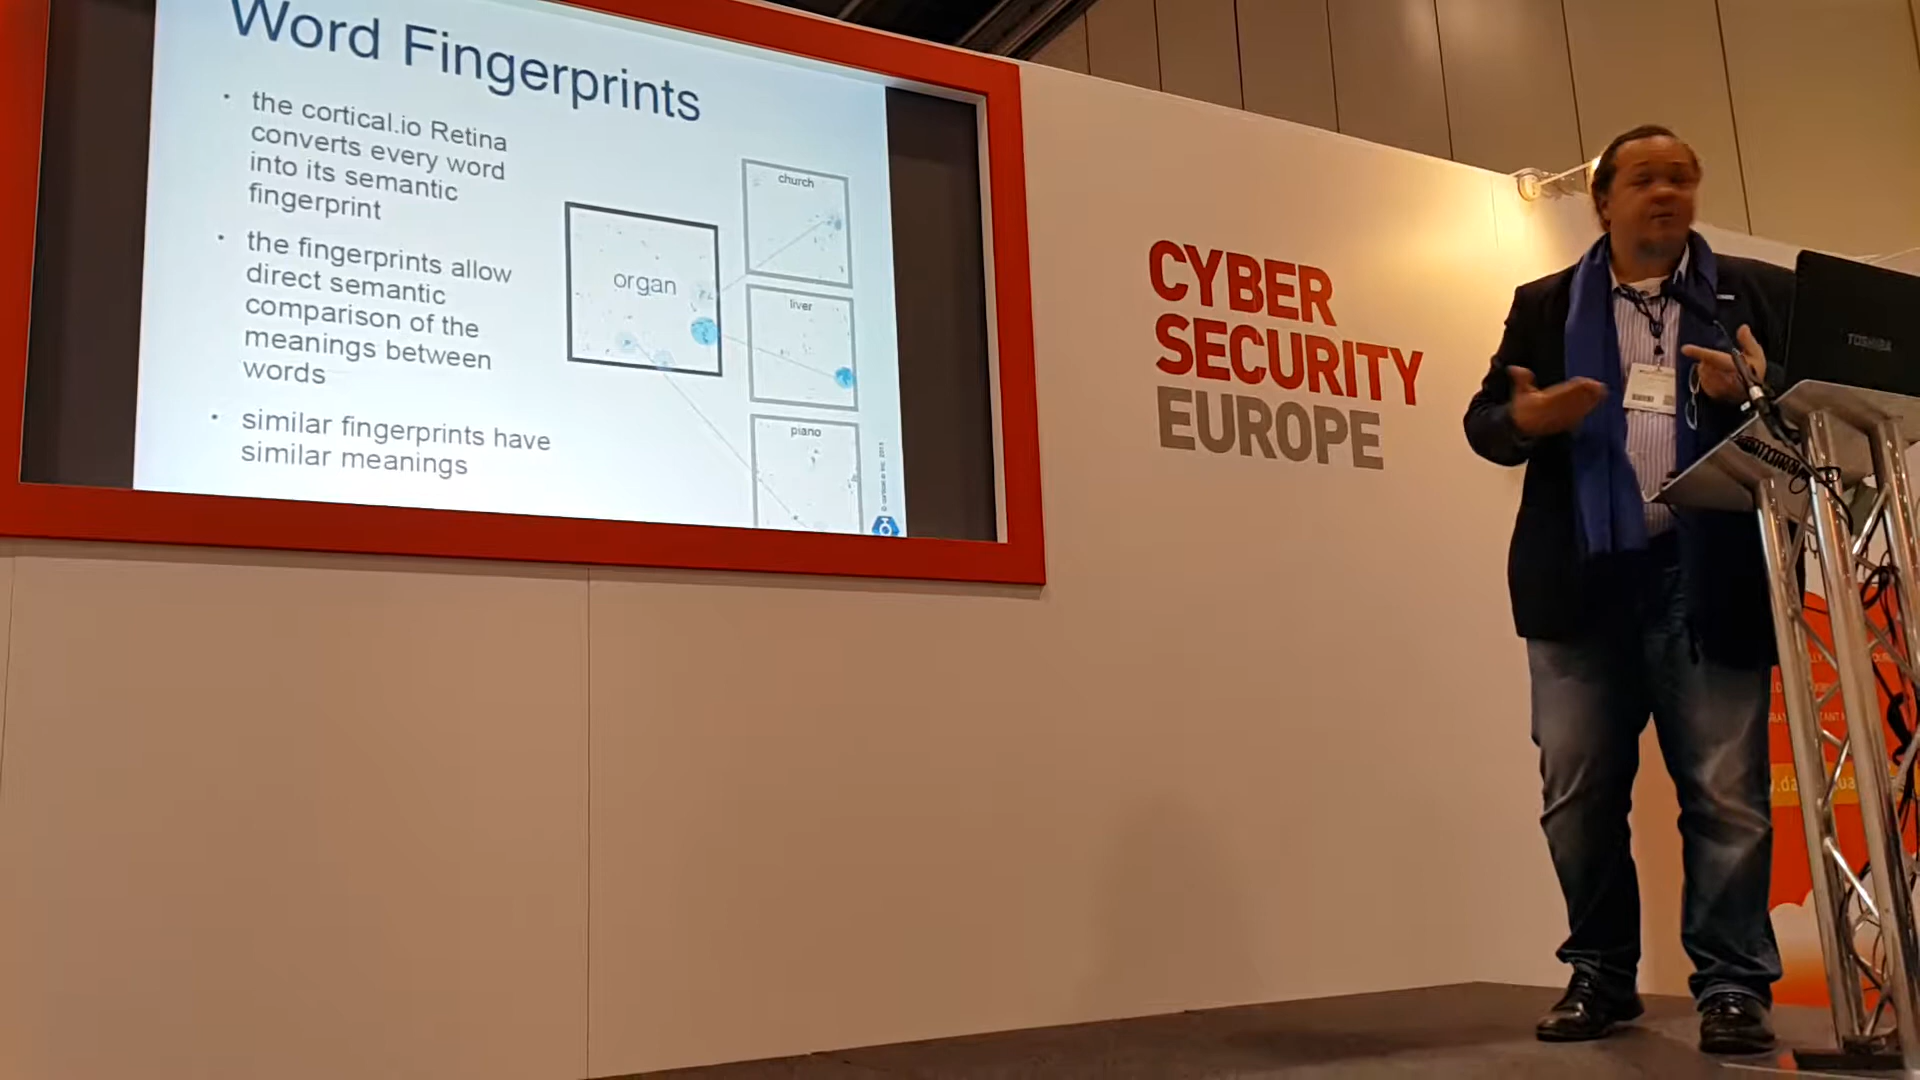 Word Fingerprints
• the cortical.io Retina
converts every word
into its semantic
fingerprint
• the fingerprints allow
direct semantic
comparison of the
meanings between
words
• similar fingerprints have
similar meanings
organ
church
liver
piano
CYBER
SECURITY
EUROPE
TOSHIBA